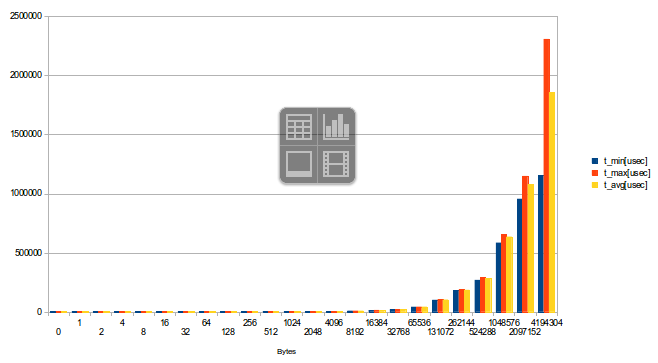 2500000
2000000
1500000
1000000
500000
0
t_min[usec]
t_max[usec]
t_avg[usec]
1 4 16 64 256 1024 4096 16384 65536 262144 1048576 4194304
0 2 8 32 128 512 2048 8192 32768 131072 524288 2097152
Bytes